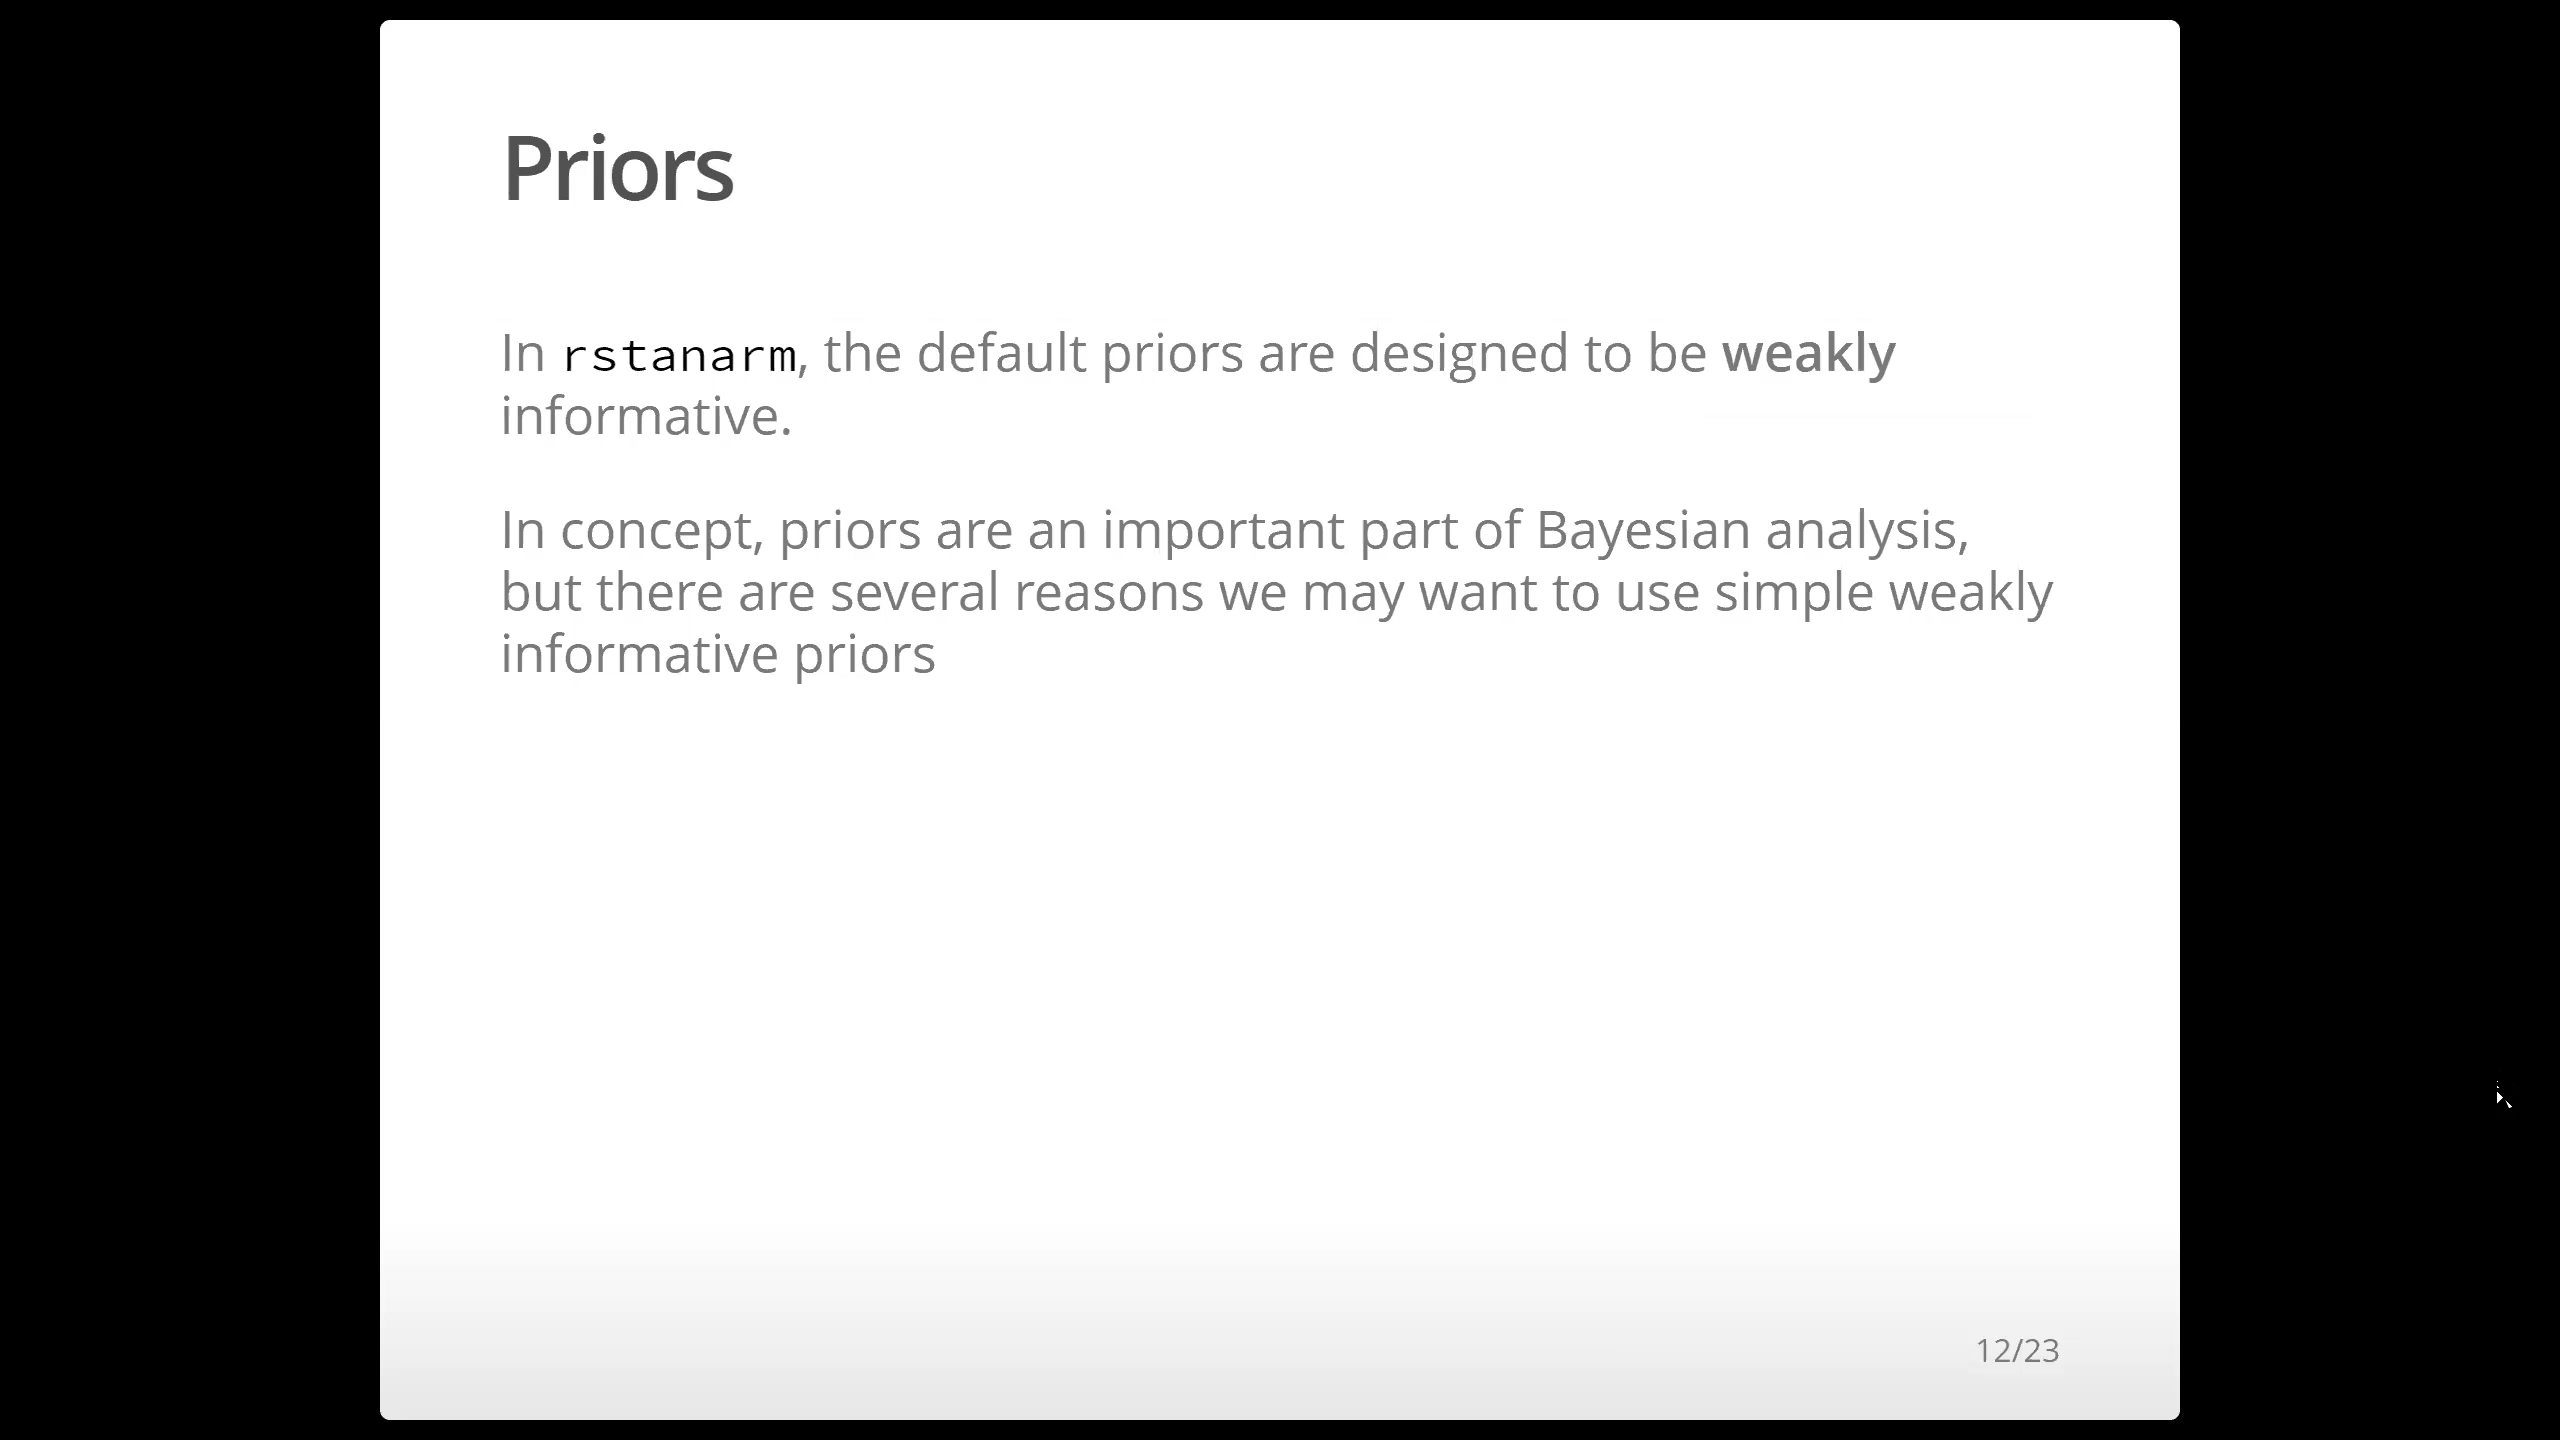 Priors
In rstanarm, the default priors are designed to be weakly
informative.
In concept, priors are an important part of Bayesian analysis,
but there are several reasons we may want to use simple weakly
informative priors
12/23